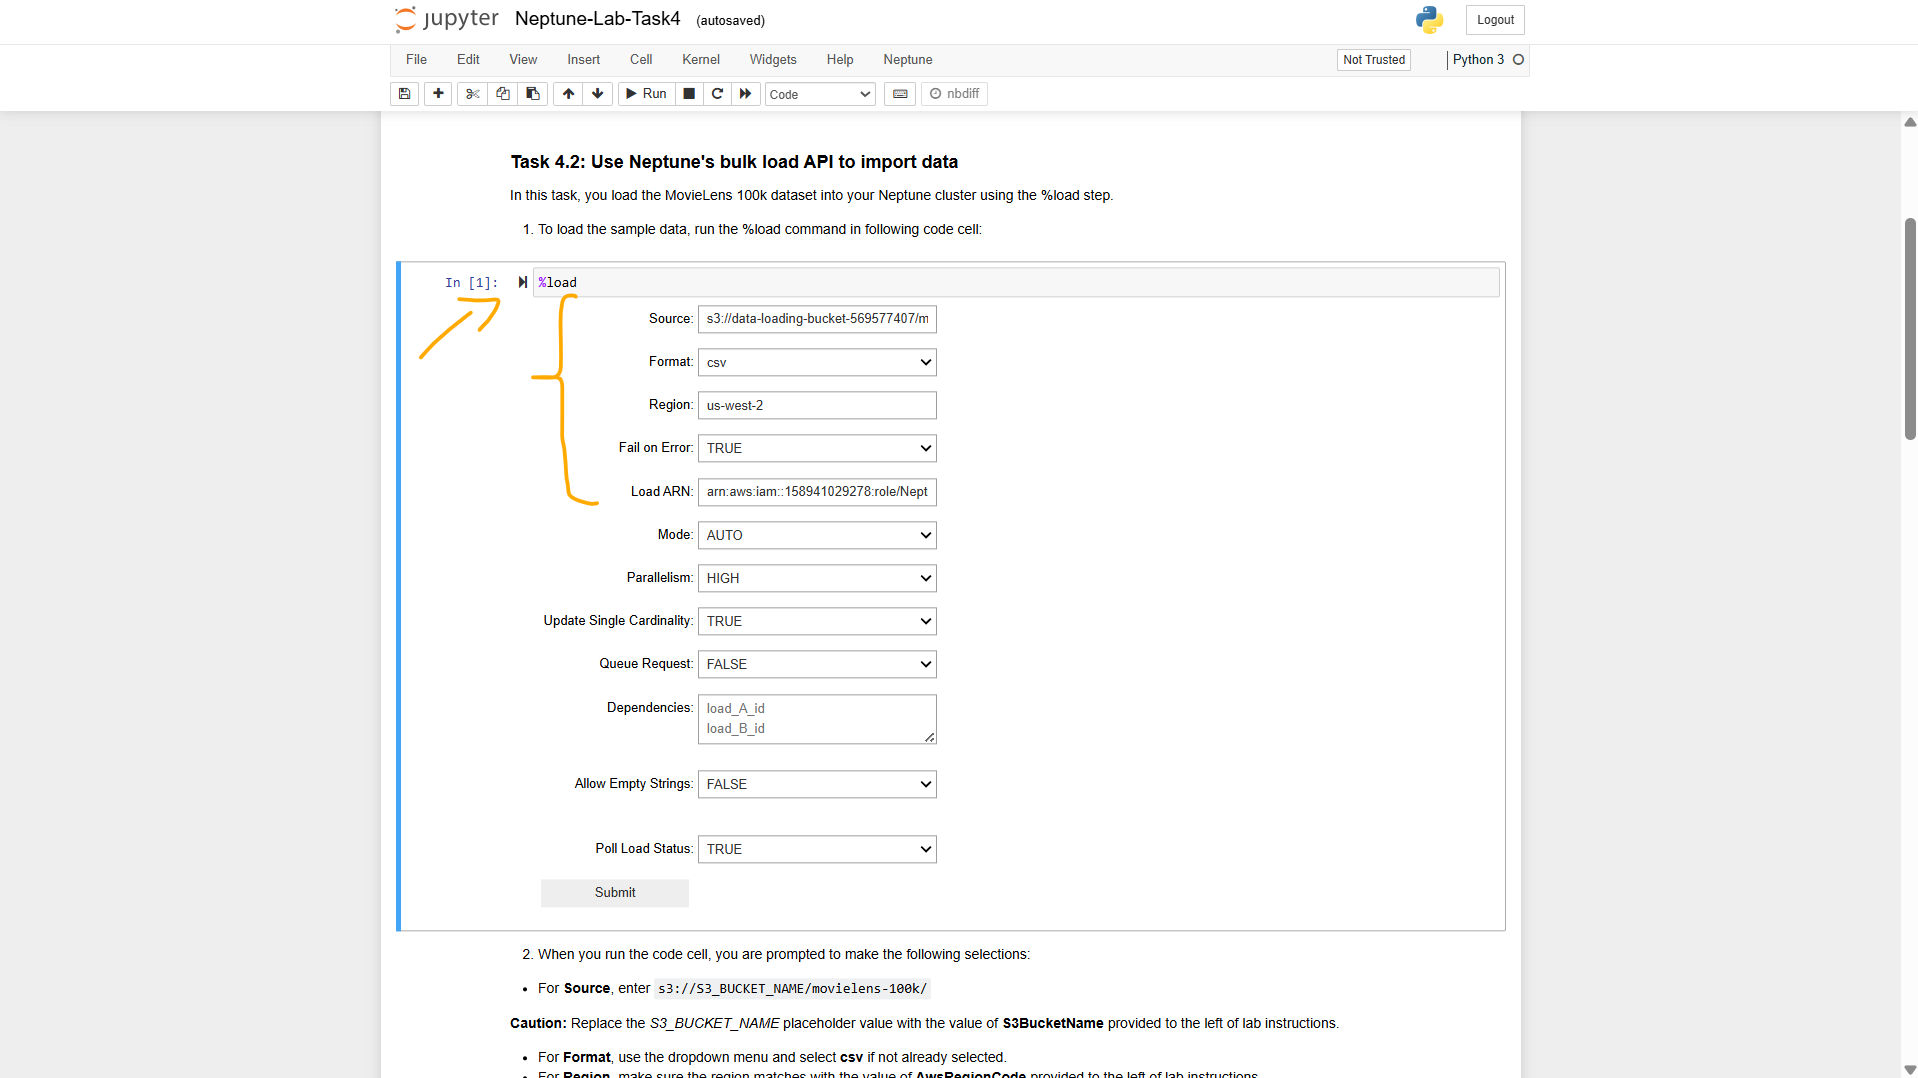 jupyter Neptune-Lab-Task4 (autosaved) Logout
File Edit View Insert Cell Kernel Widgets Help Neptune Not Trusted Python 3
Run Code nbdiff
Task 4.2: Use Neptune's bulk load API to import data
In this task, you load the MovieLens 100k dataset into your Neptune cluster using the %load step.
1. To load the sample data, run the %load command in following code cell:
In [1]: %load
Source: s3://data-loading-bucket-569577407/m
Format: csv
Region: us-west-2
Fail on Error: TRUE
Load ARN: arn:aws:iam::158941029278:role/Nept
Mode: AUTO
Parallelism: HIGH
Update Single Cardinality: TRUE
Queue Request: FALSE
Dependencies: load_A_id
load_B_id
Allow Empty Strings: FALSE
Poll Load Status: TRUE
Submit
2. When you run the code cell, you are prompted to make the following selections:
• For Source, enter s3://S3_BUCKET_NAME/movielens-100k/
Caution: Replace the S3_BUCKET_NAME placeholder value with the value of S3BucketName provided to the left of lab instructions.
• For Format, use the dropdown menu and select csv if not already selected.
• For Region, make sure the region matches with the value of AwsRegionCode provided to the left of lab instructions.